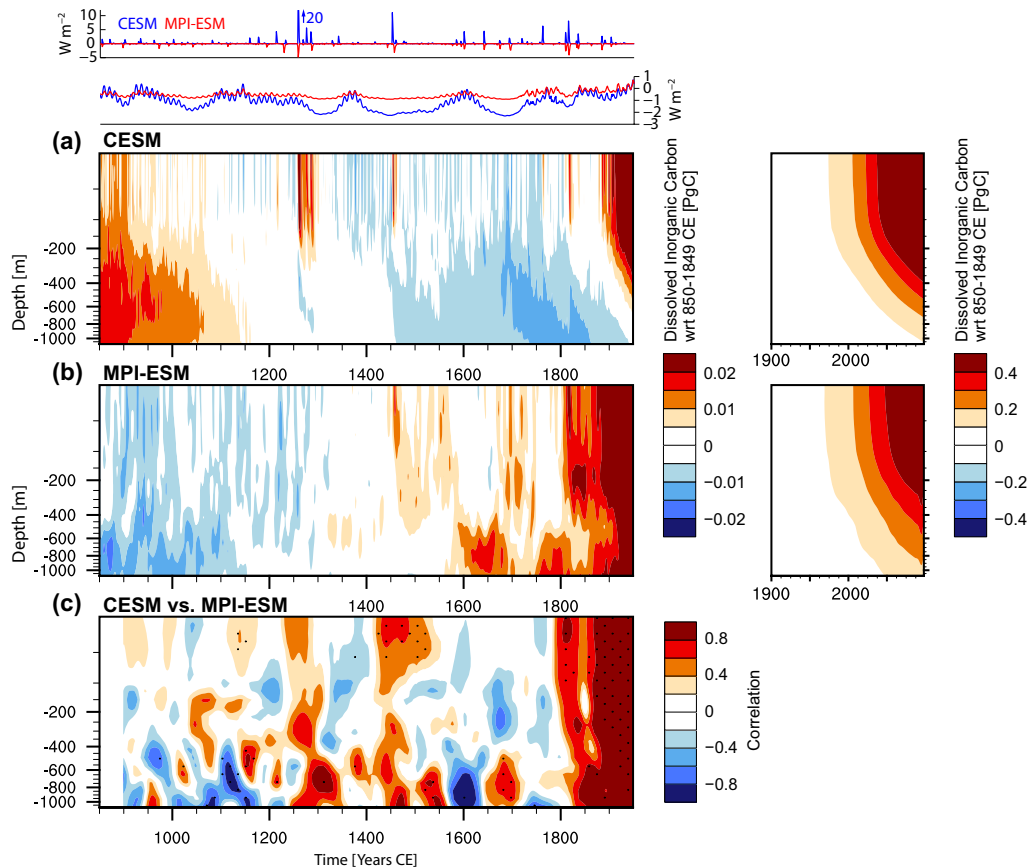 10
5
0
−5
W m⁻²
CESM MPI-ESM
20
1
0
−1
−2
−3
W m⁻²
(a) CESM
-200
-400
-600
-800
-1000
Depth [m]
1200 1400 1600 1800
Dissolved Inorganic Carbon
wrt 850-1849 CE [PgC]
1900 2000
Dissolved Inorganic Carbon
wrt 850-1849 CE [PgC]
(b) MPI-ESM
-200
-400
-600
-800
-1000
Depth [m]
1200 1400 1600 1800
0.02
0.01
0
−0.01
−0.02
1900 2000
0.4
0.2
0
−0.2
−0.4
(c) CESM vs. MPI-ESM
-200
-400
-600
-800
-1000
1000 1200 1400 1600 1800
Time [Years CE]
0.8
0.4
0
−0.4
−0.8
Correlation